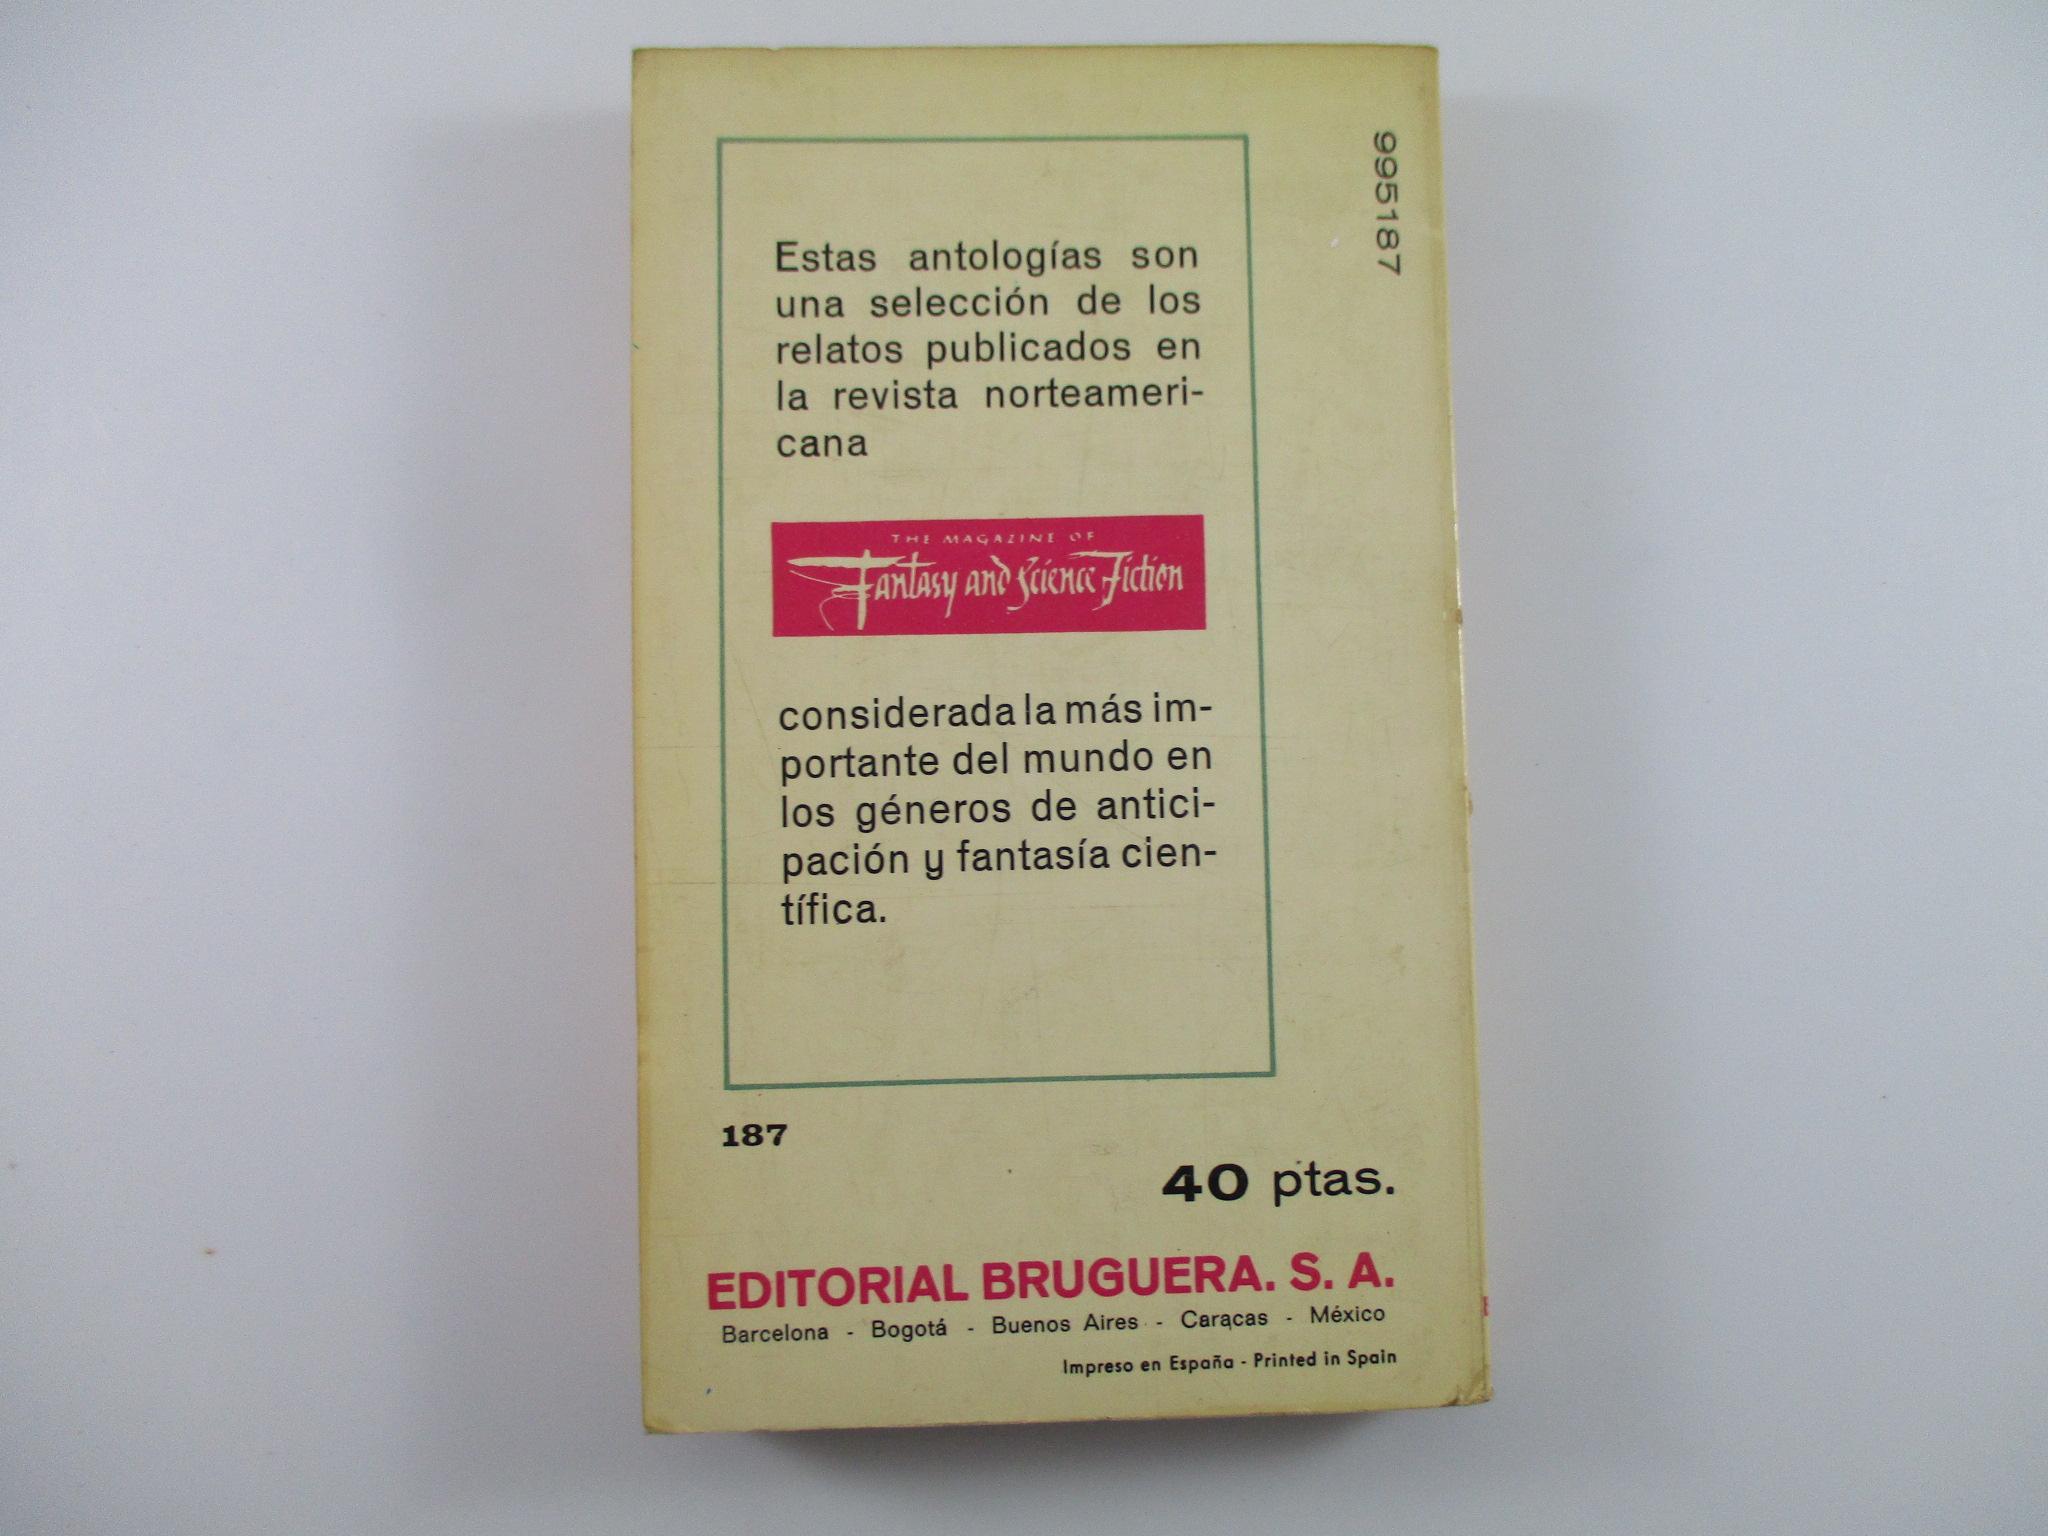 995187
Estas antologías son
una selección de los
relatos publicados en
la revista norteameri-
cana
THE MAGAZINE OF
Fantasy and Science Fiction
considerada la más im-
portante del mundo en
los géneros de antici-
pación y fantasía cien-
tífica.
187
40 ptas.
EDITORIAL BRUGUERA. S. A.
Barcelona - Bogotá - Buenos Aires - Caracas - México
Impreso en España - Printed in Spain